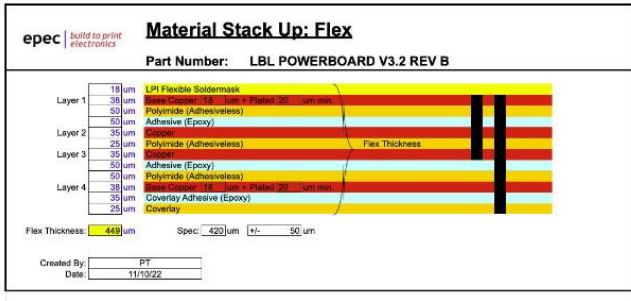 epec build to print
electronics
Material Stack Up: Flex
Part Number: LBL POWERBOARD V3.2 REV B
18 um LPI Flexible Soldermask
Layer 1 38 um Base Copper 18 um + Plated 20 um min.
50 um Polyimide (Adhesiveless)
50 um Adhesive (Epoxy)
Layer 2 35 um Copper
25 um Polyimide (Adhesiveless) Flex Thickness
Layer 3 35 um Copper
50 um Adhesive (Epoxy)
50 um Polyimide (Adhesiveless)
Layer 4 38 um Base Copper 18 um + Plated 20 um min.
35 um Coverlay Adhesive (Epoxy)
25 um Coverlay
Flex Thickness: 449 um Spec: 420 um +/- 50 um
Created By: PT
Date: 11/10/22